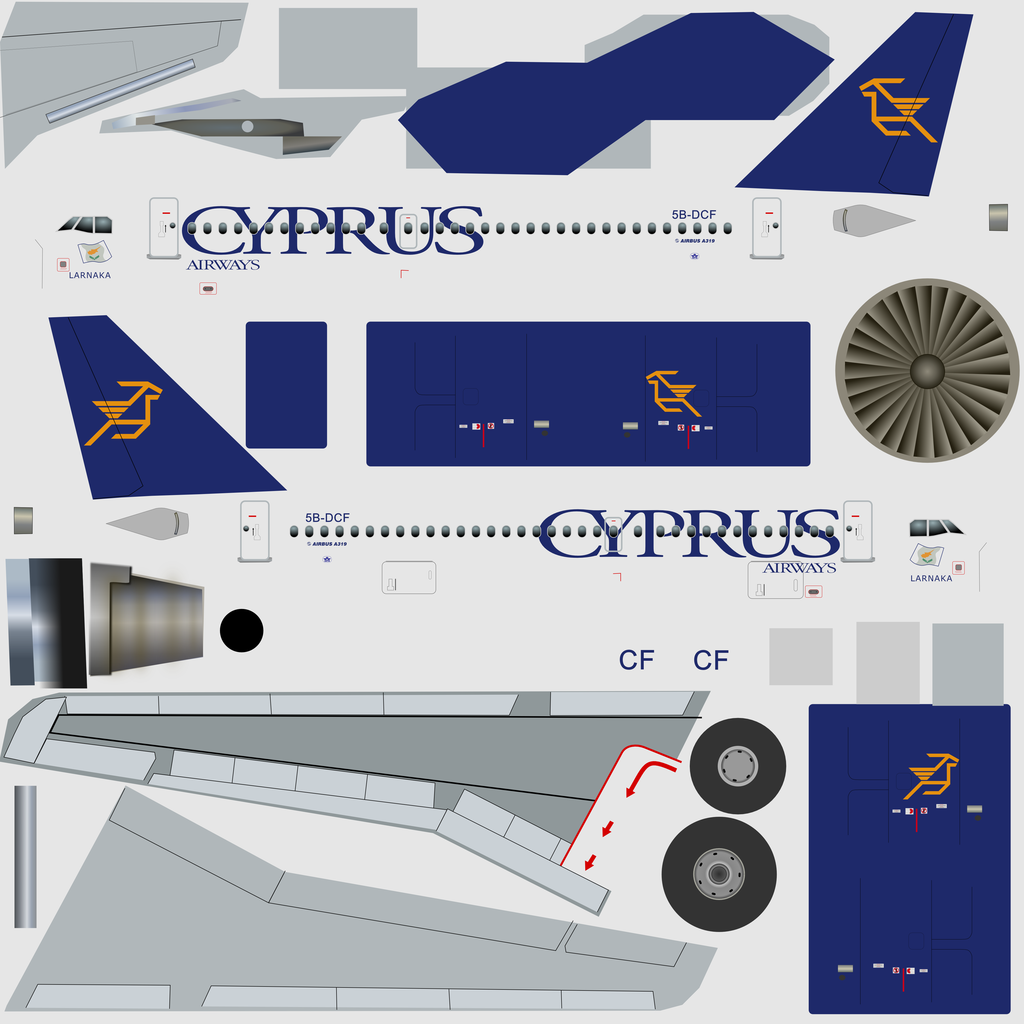 CYPRUS
5B-DCF
AIRBUS A319
LARNAKA
AIRWAYS
5B-DCF
CYPRUS
AIRBUS A319
AIRWAYS
LARNAKA
CF CF